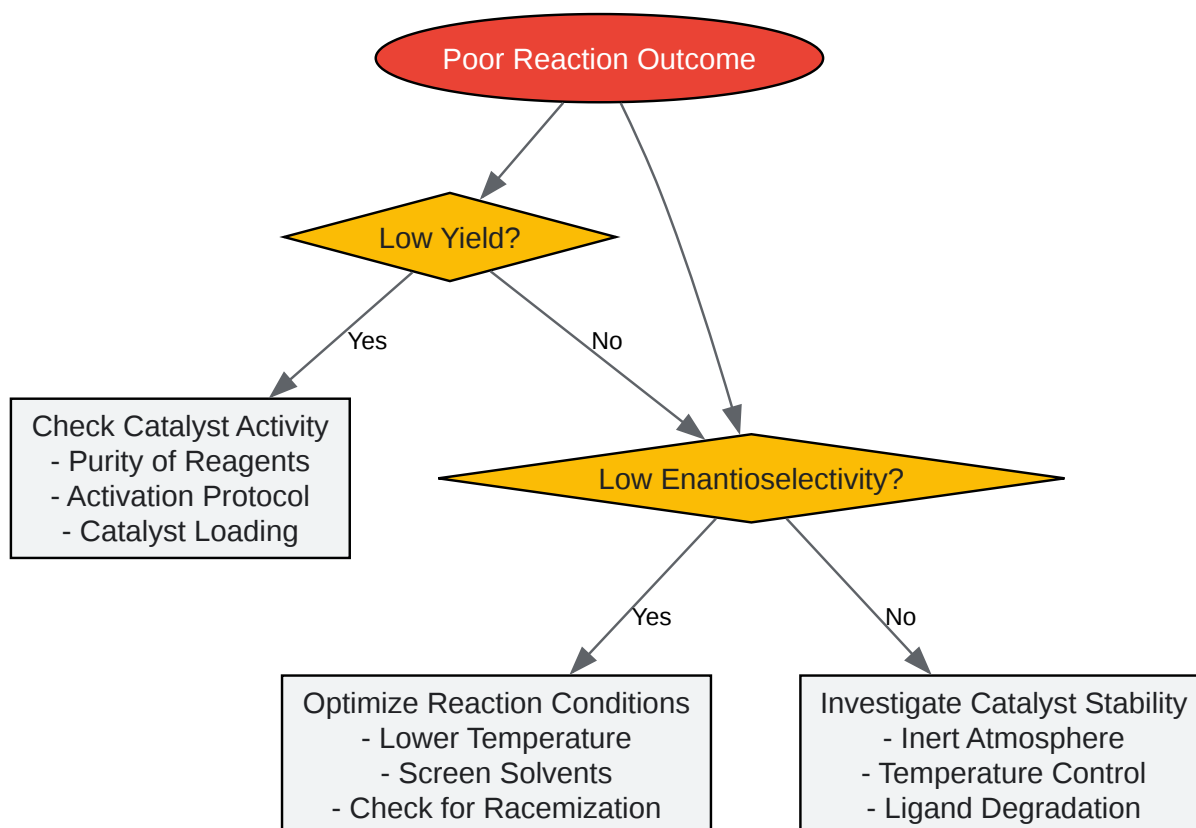 Poor Reaction Outcome
Low Yield?
Yes
No
Check Catalyst Activity
- Purity of Reagents
- Activation Protocol
- Catalyst Loading
Low Enantioselectivity?
Yes
No
Optimize Reaction Conditions
- Lower Temperature
- Screen Solvents
- Check for Racemization
Investigate Catalyst Stability
- Inert Atmosphere
- Temperature Control
- Ligand Degradation